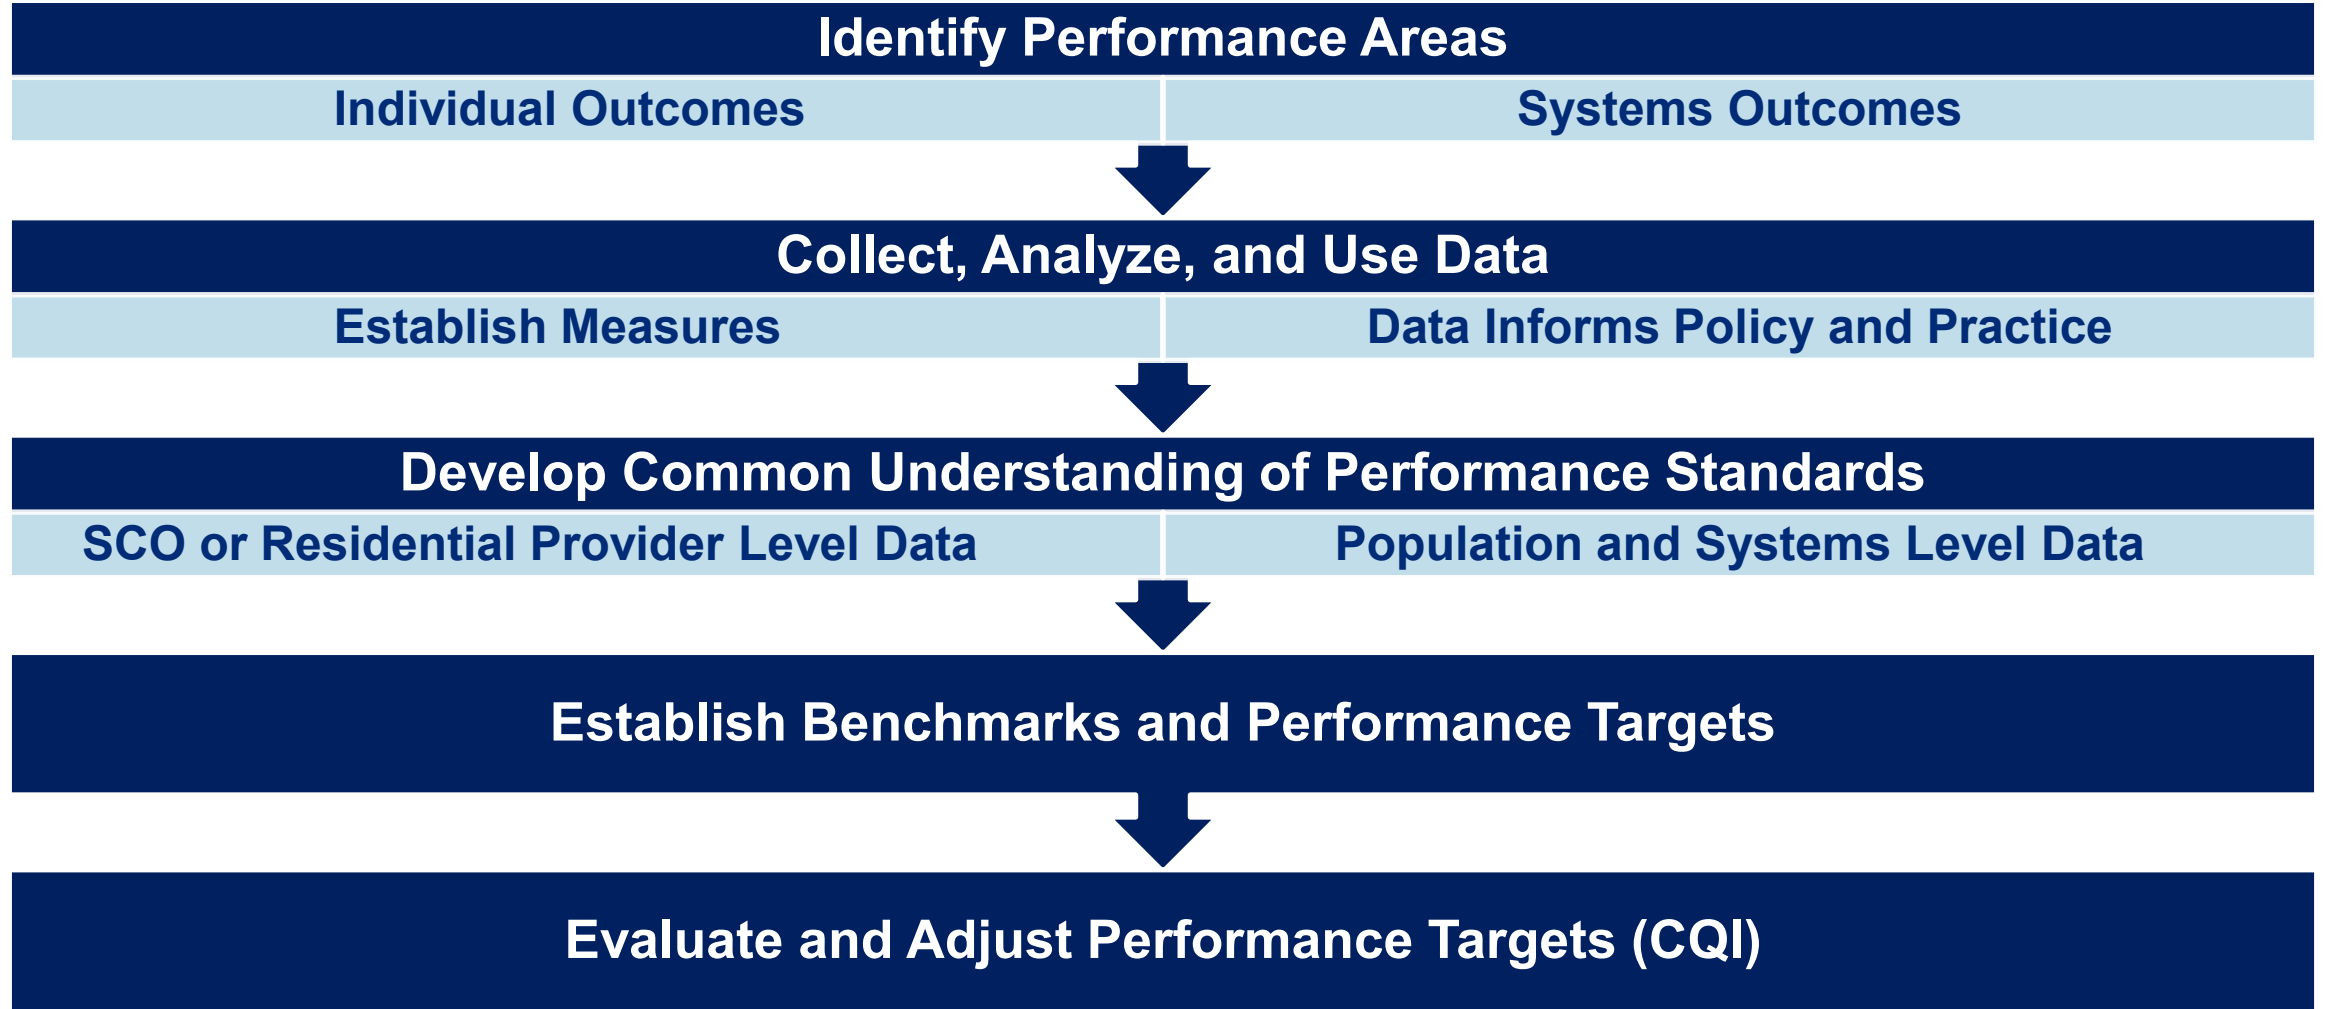 Identify Performance Areas
Individual Outcomes
Systems Outcomes
Collect, Analyze, and Use Data
Establish Measures
Data Informs Policy and Practice
Develop Common Understanding of Performance Standards
SCO or Residential Provider Level Data
Population and Systems Level Data
Establish Benchmarks and Performance Targets
Evaluate and Adjust Performance Targets (CQI)